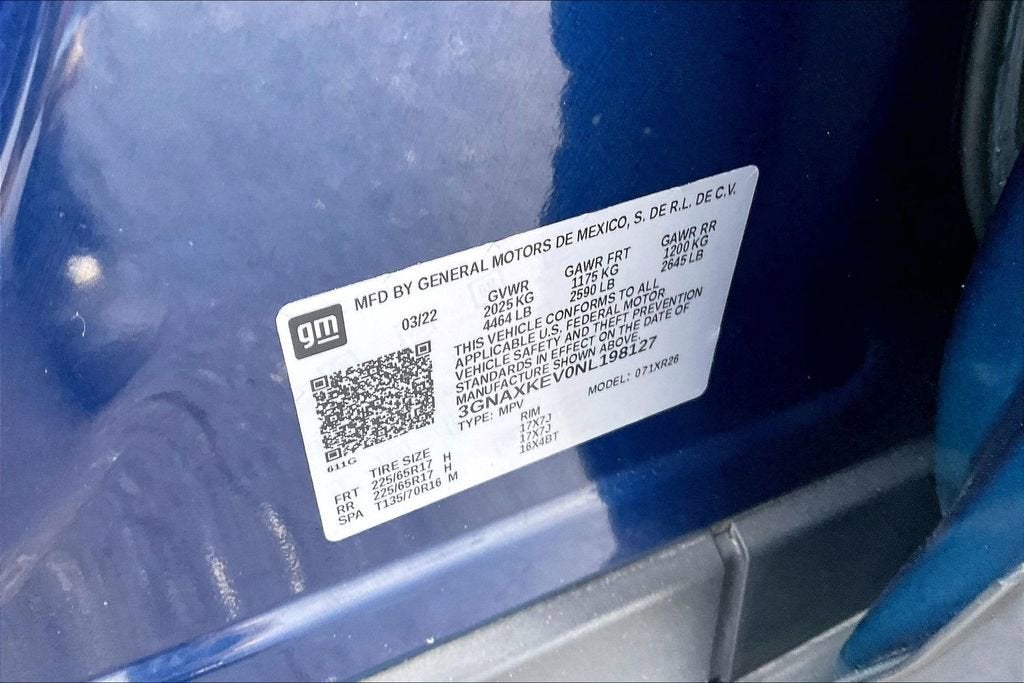 gm
MFD BY GENERAL MOTORS DE MEXICO, S. DE R.L. DE C.V.
03/22
GVWR
2025 KG
4464 LB
GAWR FRT
1175 KG
2590 LB
GAWR RR
1200 KG
2645 LB
THIS VEHICLE CONFORMS TO ALL
APPLICABLE U.S. FEDERAL MOTOR
VEHICLE SAFETY AND THEFT PREVENTION
STANDARDS IN EFFECT ON THE DATE OF
MANUFACTURE SHOWN ABOVE.
3GNAXKEV0NL198127
TYPE: MPV
MODEL: 071XR26
611G
TIRE SIZE RIM
FRT 225/65R17 H 17X7J
RR 225/65R17 H 17X7J
SPA T135/70R16 M 16X4BT